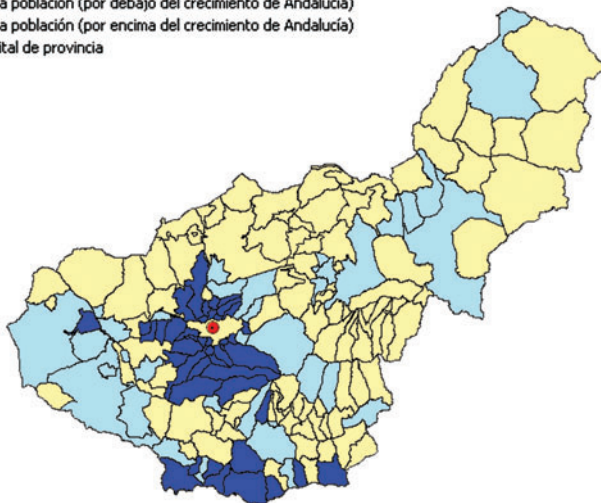 a población (por debajo del crecimiento de Andalucía)
a población (por encima del crecimiento de Andalucía)
ital de provincia